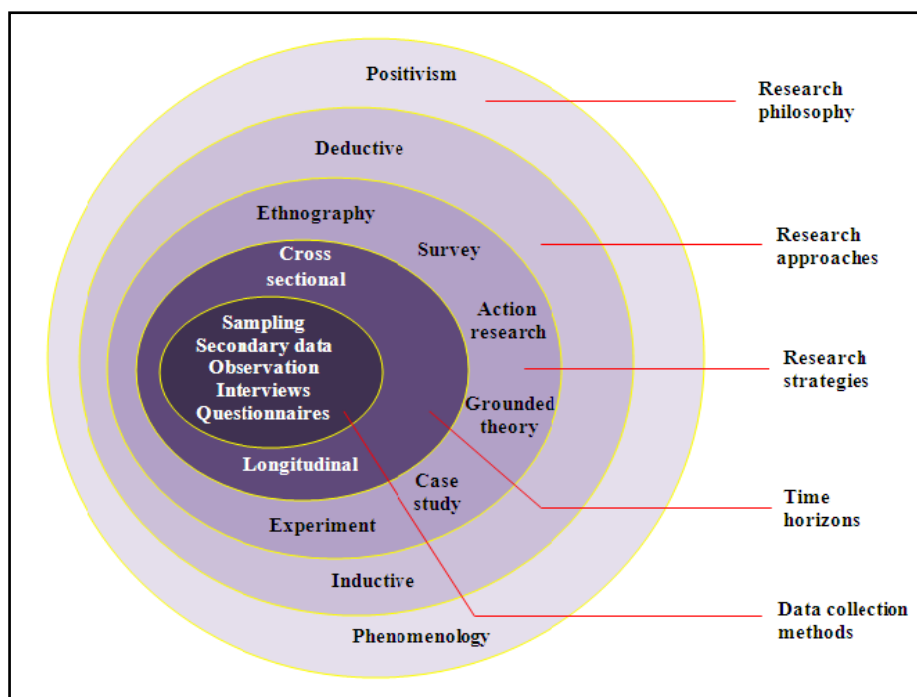 Positivism
Deductive
Ethnography
Survey
Cross
sectional
Action
research
Sampling
Secondary data
Observation
Interviews
Questionnaires
Grounded
theory
Longitudinal
Case
study
Experiment
Inductive
Phenomenology
Research
philosophy
Research
approaches
Research
strategies
Time
horizons
Data collection
methods